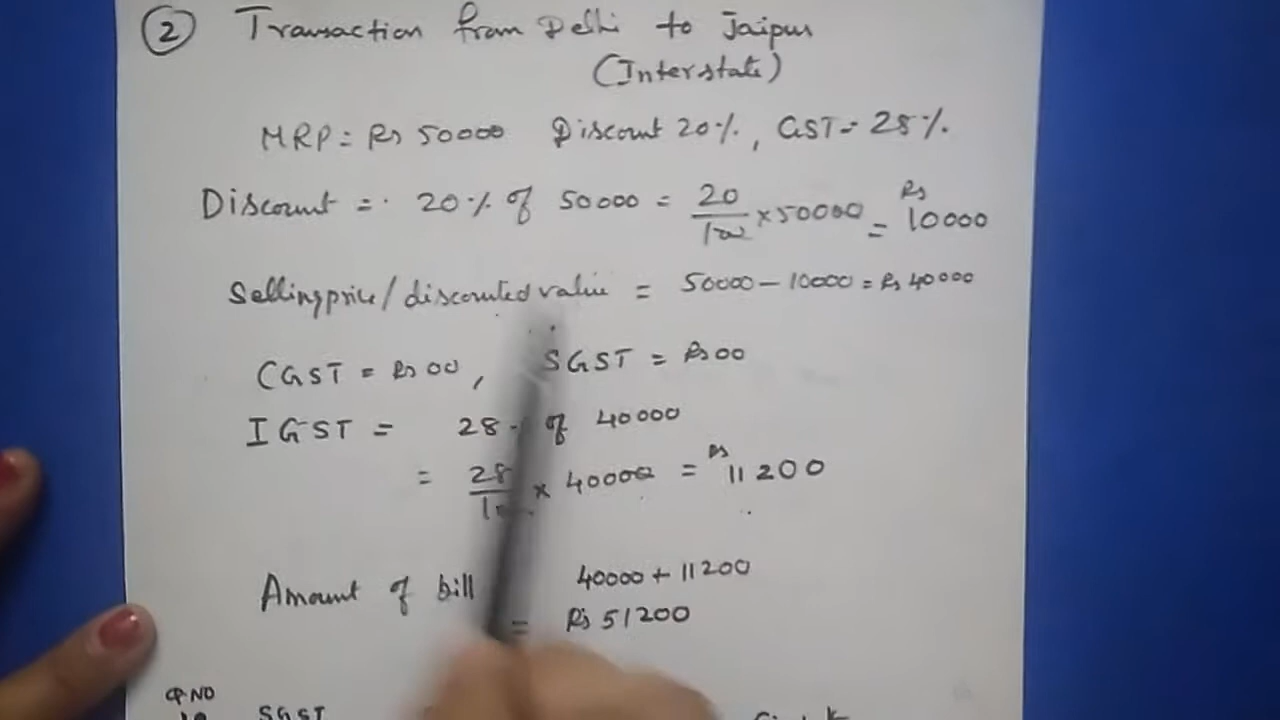 ② Transaction from Delhi to Jaipur
(Interstate)
MRP = Rs 50000 Discount 20%, GST = 28%
Discount = 20% of 50000 = 20/100 × 50000 = Rs 10000
Selling price / discounted value = 50000 - 10000 = Rs 40000
CGST = Rs 00, SGST = Rs 00
IGST = 28% of 40000
= 28/100 × 40000 = Rs 11200
Amount of bill 40000 + 11200
= Rs 51200
Q.NO
SGST